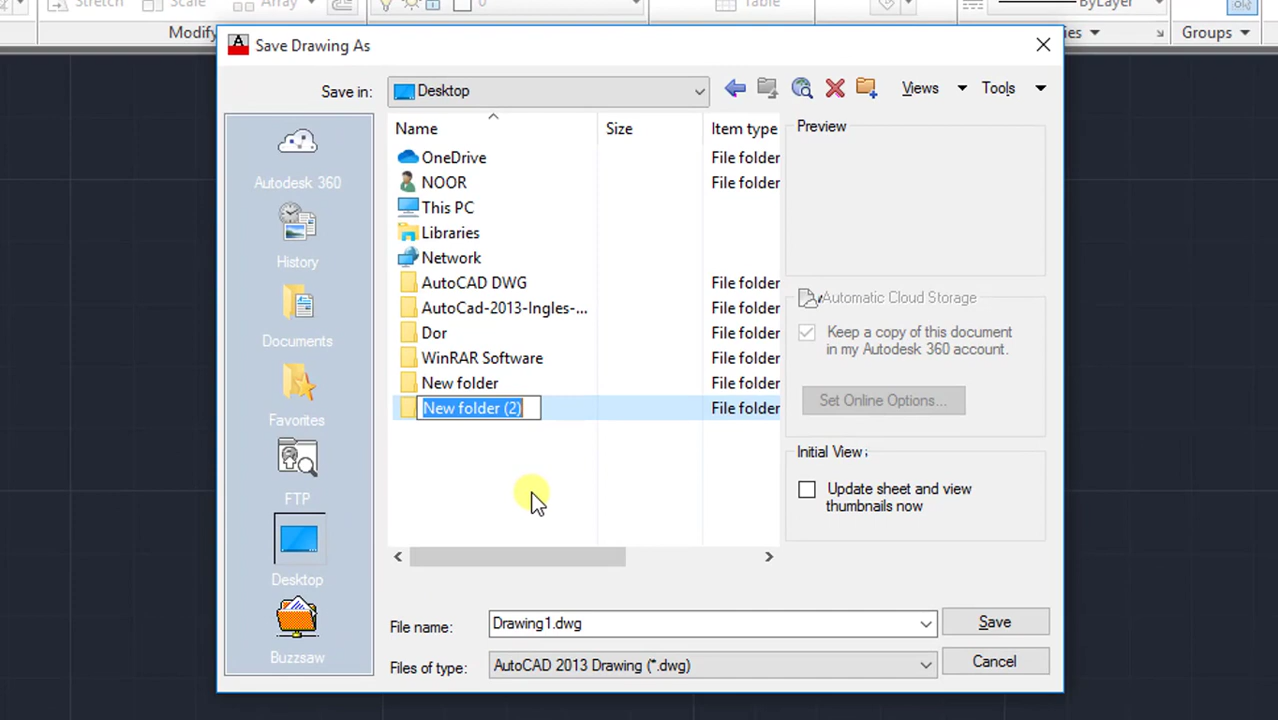 Stretch Scale Array 0 Table ByLayer
Modify ies Groups
A Save Drawing As
Save in: Desktop Views Tools
Name Size Item type
OneDrive File folder
NOOR File folder
This PC
Libraries
Network
AutoCAD DWG File folder
AutoCad-2013-Ingles-... File folder
Dor File folder
WinRAR Software File folder
New folder File folder
New folder (2) File folder
Autodesk 360
History
Documents
Favorites
FTP
Desktop
Buzzsaw
Preview
Automatic Cloud Storage
Keep a copy of this document
in my Autodesk 360 account.
Set Online Options...
Initial View
Update sheet and view
thumbnails now
File name: Drawing1.dwg Save
Files of type: AutoCAD 2013 Drawing (*.dwg) Cancel